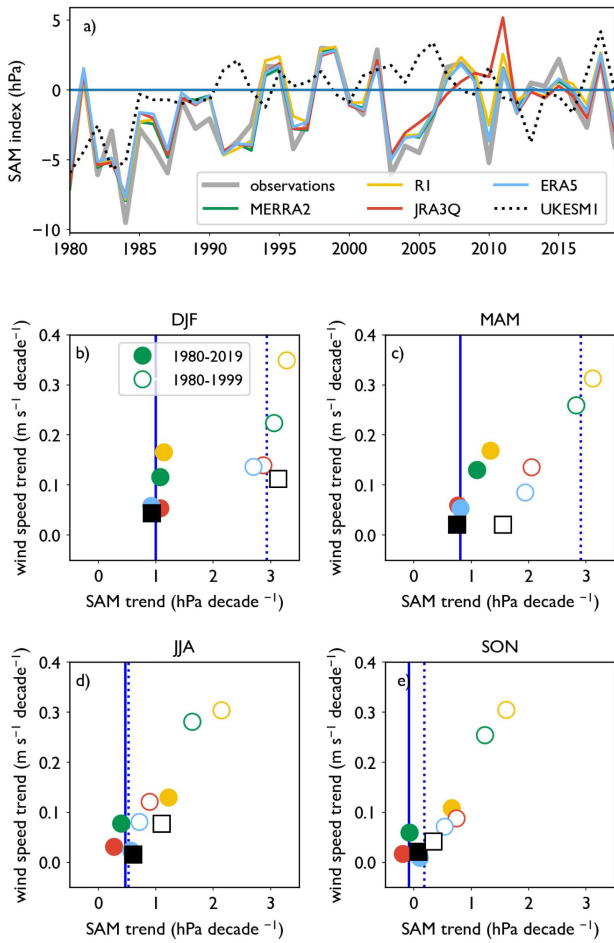 a)
SAM index (hPa)
5
0
−5
−10
observations
R1
ERA5
MERRA2
JRA3Q
UKESM1
1980 1985 1990 1995 2000 2005 2010 2015
DJF
MAM
b)
1980-2019
1980-1999
c)
wind speed trend (m s⁻¹ decade⁻¹)
0.4
0.3
0.2
0.1
0.0
0 1 2 3
SAM trend (hPa decade ⁻¹)
wind speed trend (m s⁻¹ decade⁻¹)
0.4
0.3
0.2
0.1
0.0
0 1 2 3
SAM trend (hPa decade ⁻¹)
JJA
SON
d)
e)
wind speed trend (m s⁻¹ decade⁻¹)
0.4
0.3
0.2
0.1
0.0
0 1 2 3
SAM trend (hPa decade ⁻¹)
wind speed trend (m s⁻¹ decade⁻¹)
0.4
0.3
0.2
0.1
0.0
0 1 2 3
SAM trend (hPa decade ⁻¹)